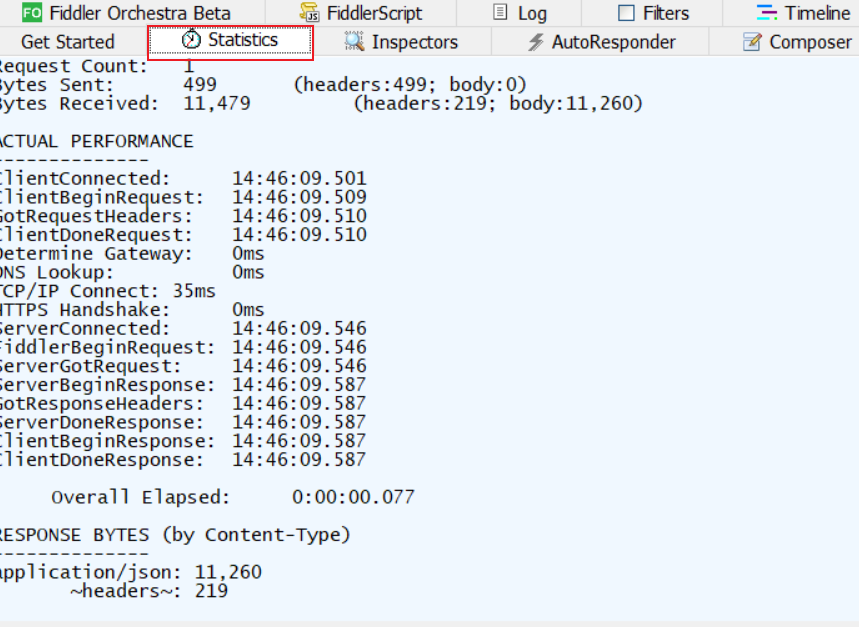 FO Fiddler Orchestra Beta JS FiddlerScript Log Filters Timeline
Get Started Statistics Inspectors AutoResponder Composer
Request Count: 1
Bytes Sent: 499 (headers:499; body:0)
Bytes Received: 11,479 (headers:219; body:11,260)
ACTUAL PERFORMANCE
--------------
ClientConnected: 14:46:09.501
ClientBeginRequest: 14:46:09.509
GotRequestHeaders: 14:46:09.510
ClientDoneRequest: 14:46:09.510
Determine Gateway: 0ms
DNS Lookup: 0ms
TCP/IP Connect: 35ms
HTTPS Handshake: 0ms
ServerConnected: 14:46:09.546
FiddlerBeginRequest: 14:46:09.546
ServerGotRequest: 14:46:09.546
ServerBeginResponse: 14:46:09.587
GotResponseHeaders: 14:46:09.587
ServerDoneResponse: 14:46:09.587
ClientBeginResponse: 14:46:09.587
ClientDoneResponse: 14:46:09.587
Overall Elapsed: 0:00:00.077
RESPONSE BYTES (by Content-Type)
--------------
application/json: 11,260
~headers~: 219